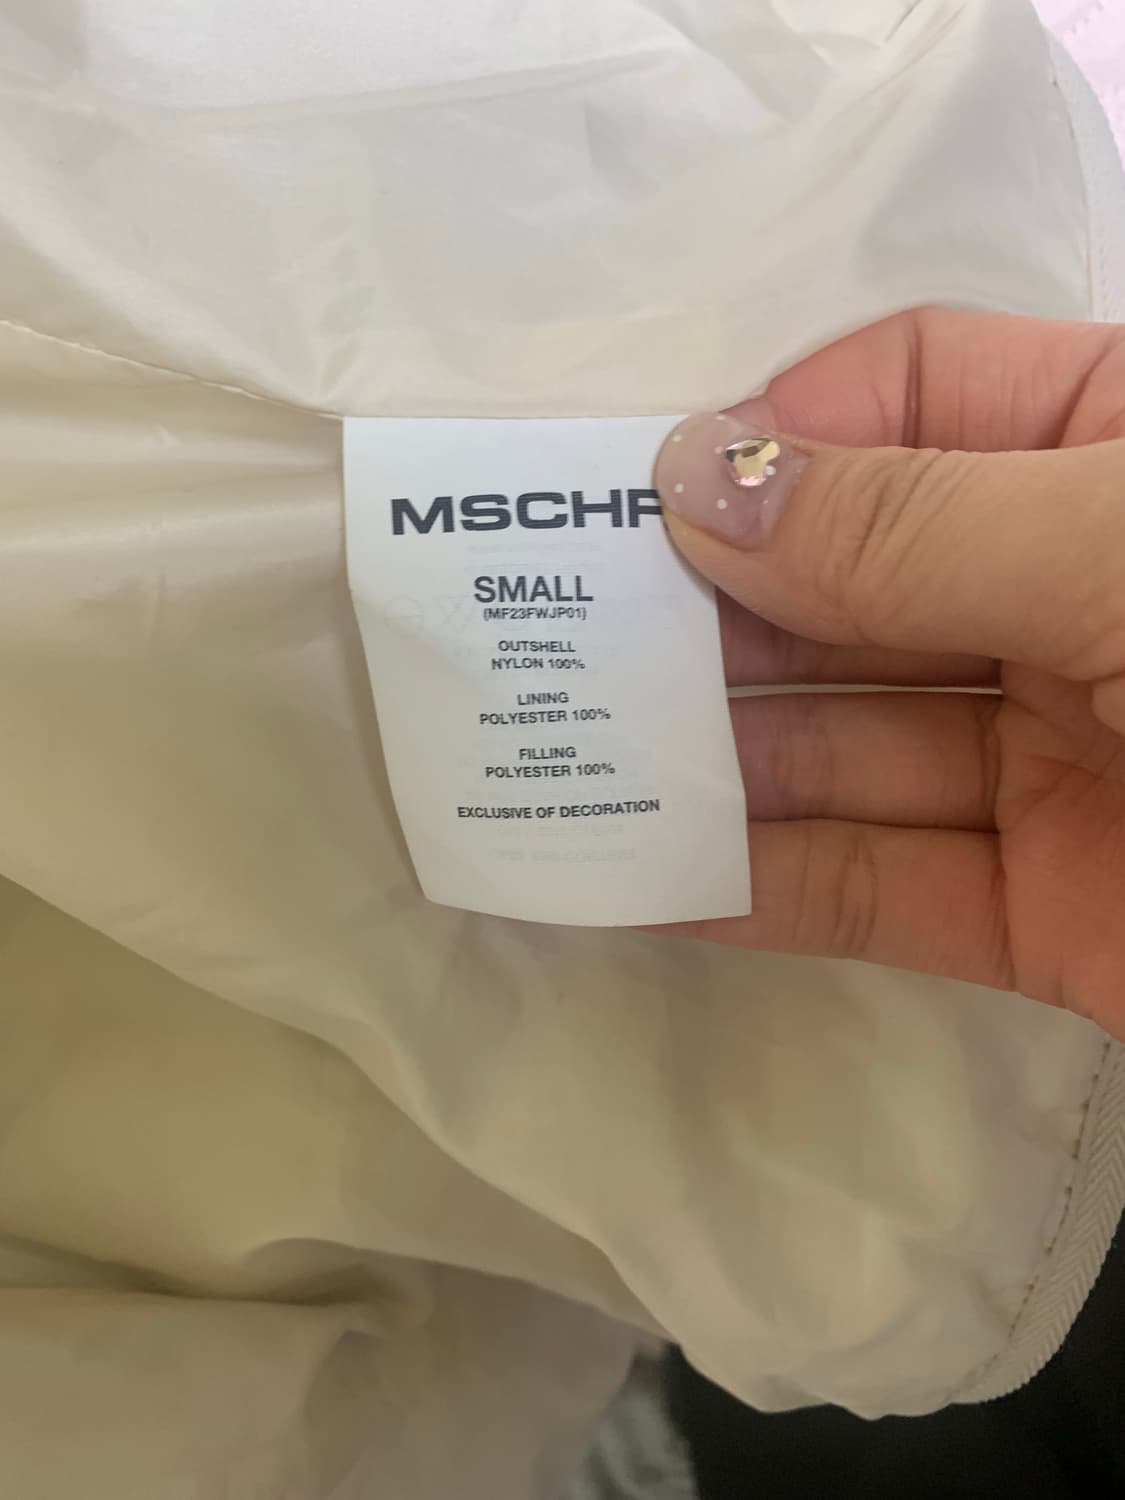 MSCHF
SMALL
(MF23FWJP01)
OUTSHELL
NYLON 100%
LINING
POLYESTER 100%
FILLING
POLYESTER 100%
EXCLUSIVE OF DECORATION